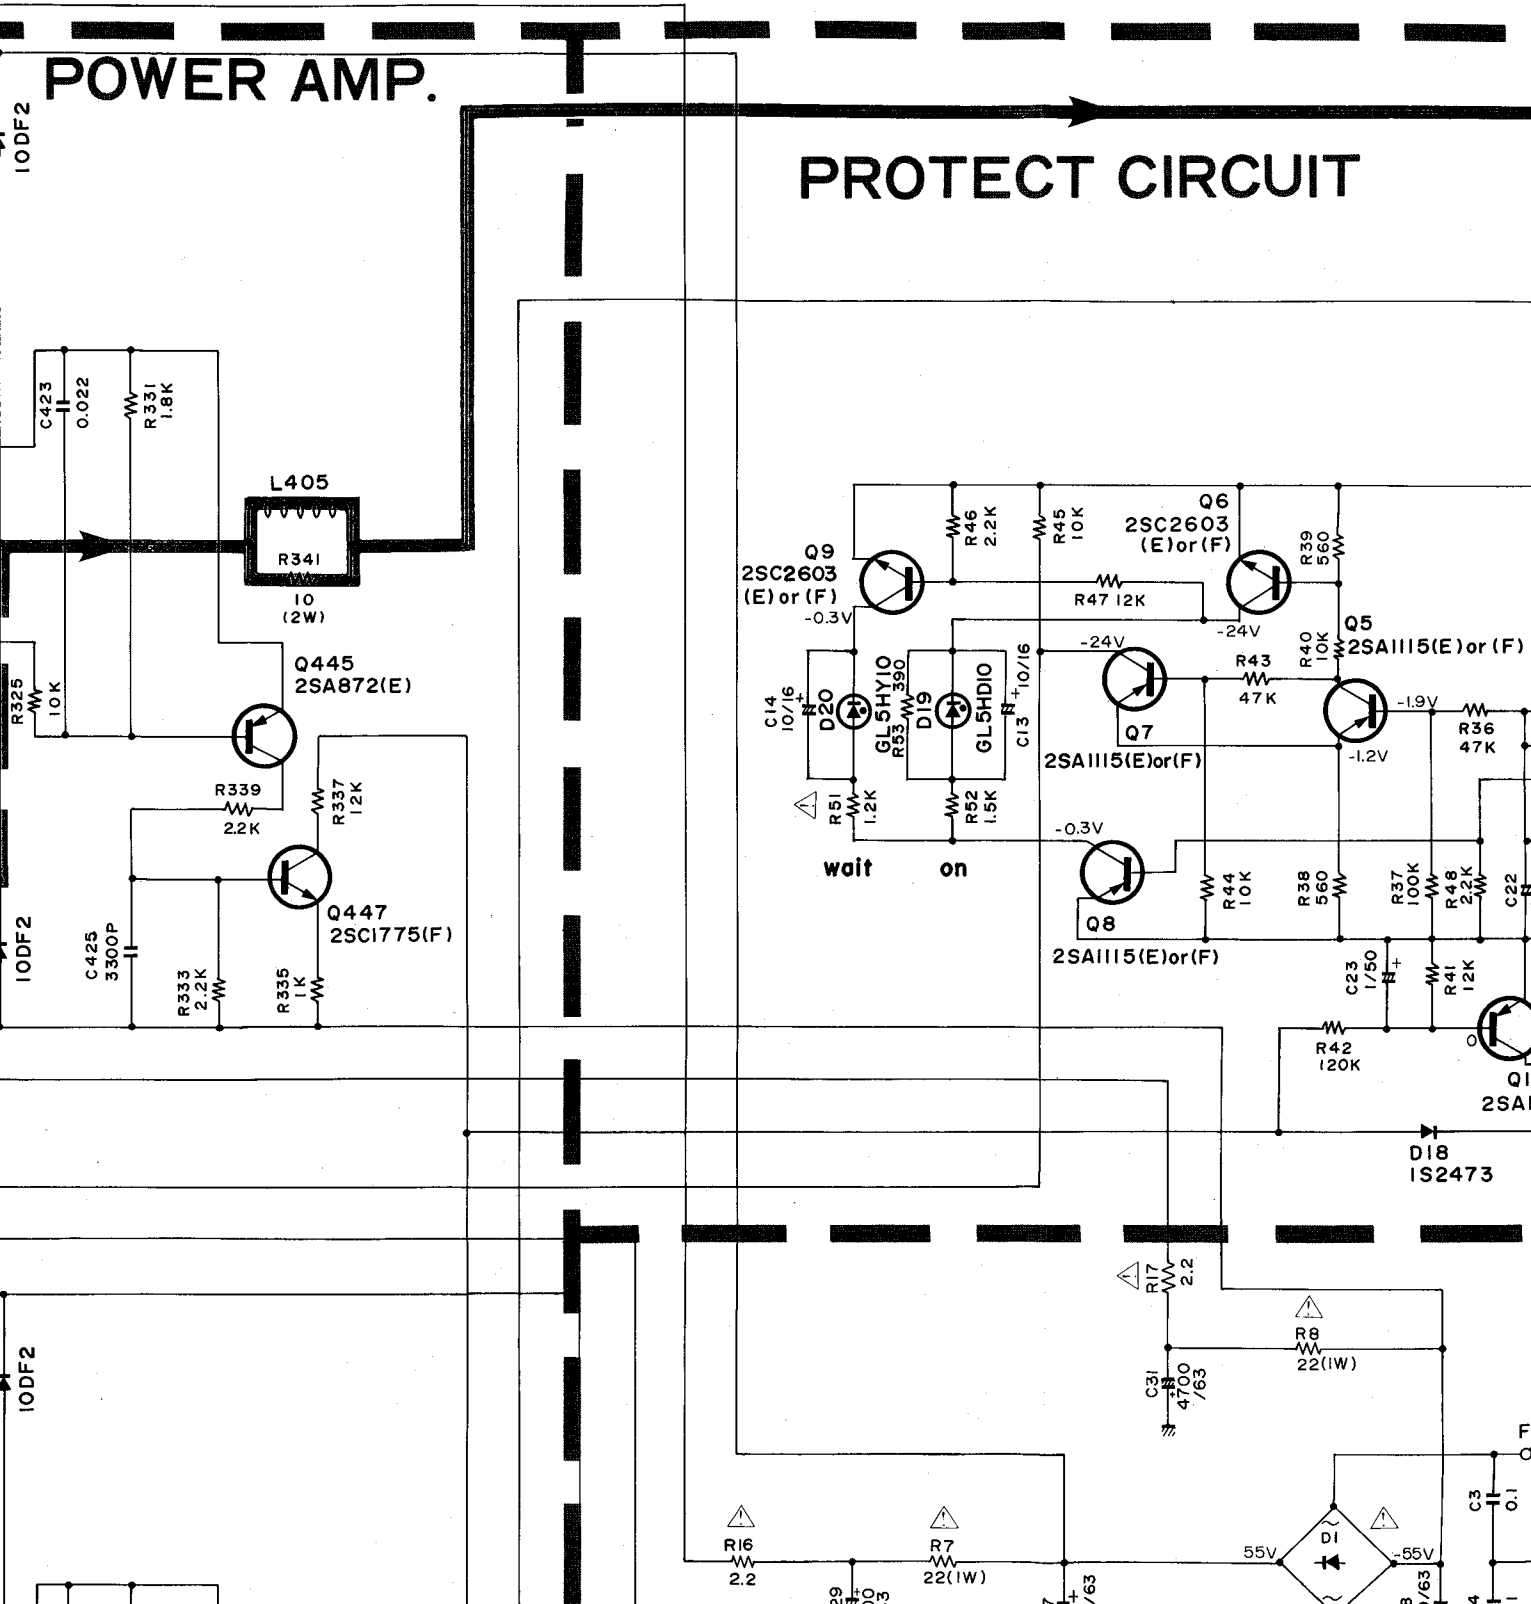 POWER AMP.
10DF2
PROTECT CIRCUIT
C423
0.022
R331
1.8K
L405
R341
10
(2W)
Q445
2SA872(E)
R325
10K
R339
2.2K
R337
12K
Q447
2SC1775(F)
C425
3300P
R333
2.2K
R335
1K
10DF2
10DF2
Q9
2SC2603
(E)or(F)
-0.3V
R46
2.2K
R45
10K
Q6
2SC2603
(E)or(F)
R39
560
R47 12K
-24V
-24V
R40
10K
Q5
2SA1115(E)or(F)
R43
47K
C14
10/16
D20
GL5HY10
R53
390
D19
GL5HD10
C13
10/16
+
+
Q7
2SA1115(E)or(F)
-1.9V
R36
47K
-1.2V
R51
1.2K
R52
1.5K
-0.3V
wait
on
Q8
2SA1115(E)or(F)
R44
10K
R38
560
R37
100K
R48
2.2K
C22
C23
1/50
+
R41
12K
R42
120K
0
Q1
2SA1
D18
1S2473
R17
2.2
R8
22(1W)
C31
+
4700
/63
F
C3
0.1
R16
2.2
R7
22(1W)
55V
D1
-55V
+
+
/63
/63